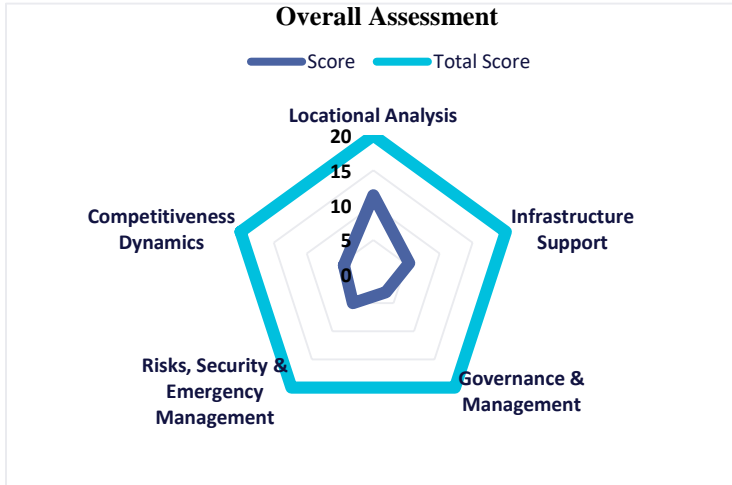 Overall Assessment
Score Total Score
Locational Analysis
20
15
10
5
0
Infrastructure
Support
Governance &
Management
Risks, Security &
Emergency
Management
Competitiveness
Dynamics